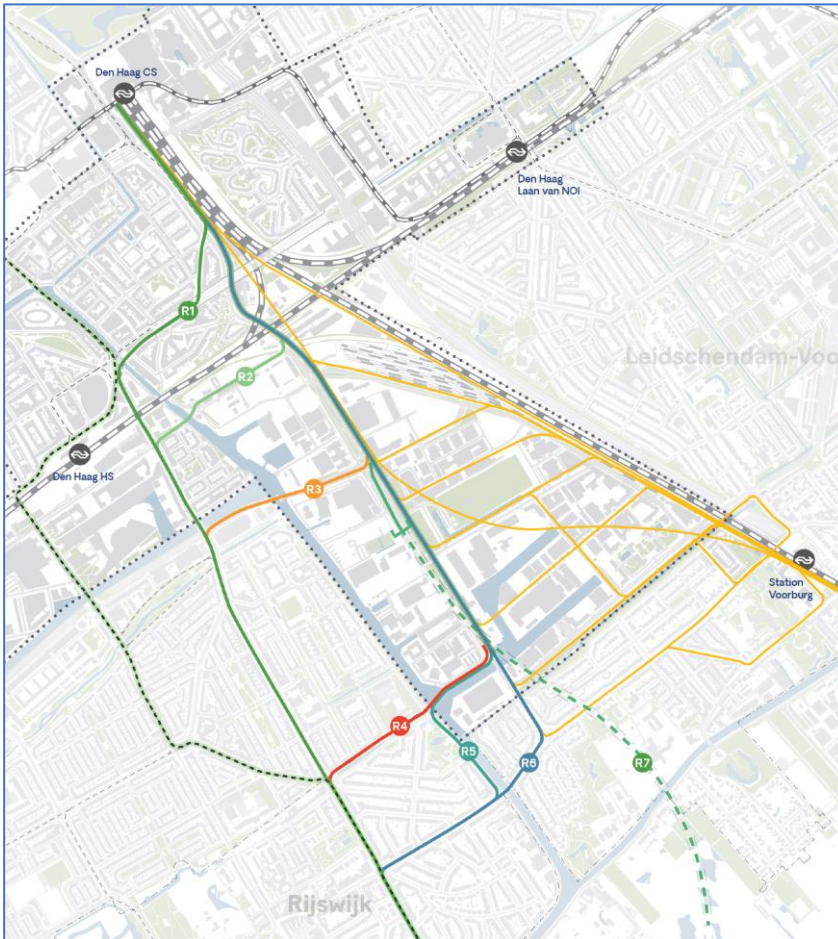 Den Haag CS
Den Haag
Laan van NOI
R1
Leidschendam-Voo
R2
Den Haag HS
R3
Station
Voorburg
R4
R5
R6
R7
Rijswijk